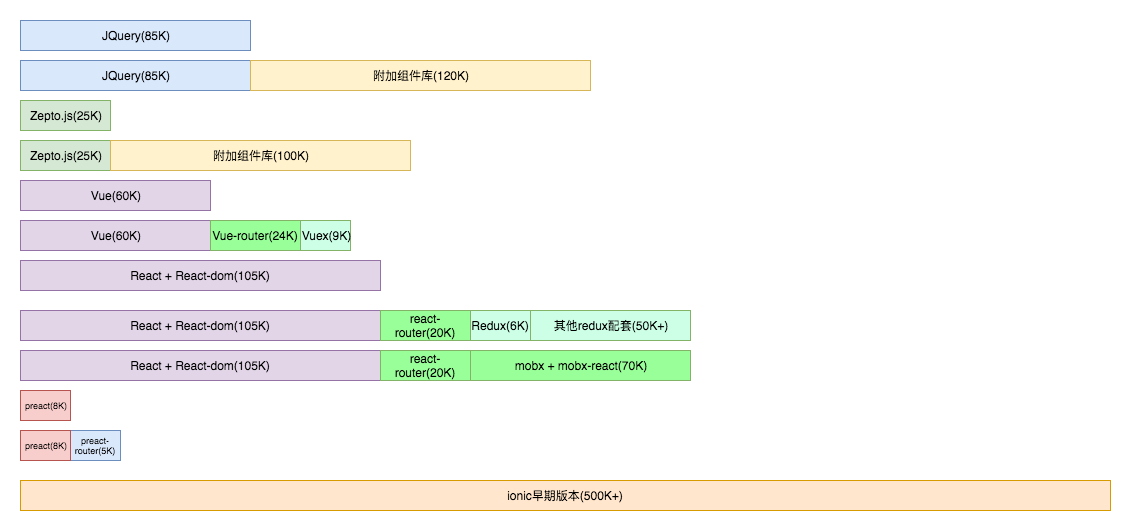 JQuery(85K)
JQuery(85K) 附加组件库(120K)
Zepto.js(25K)
Zepto.js(25K) 附加组件库(100K)
Vue(60K)
Vue(60K) Vue-router(24K) Vuex(9K)
React + React-dom(105K)
React + React-dom(105K)
react-
router(20K)
Redux(6K)
其他redux配套(50K+)
React + React-dom(105K)
react-
router(20K)
mobx + mobx-react(70K)
preact(8K)
preact(8K)
preact-
router(5K)
ionic早期版本(500K+)